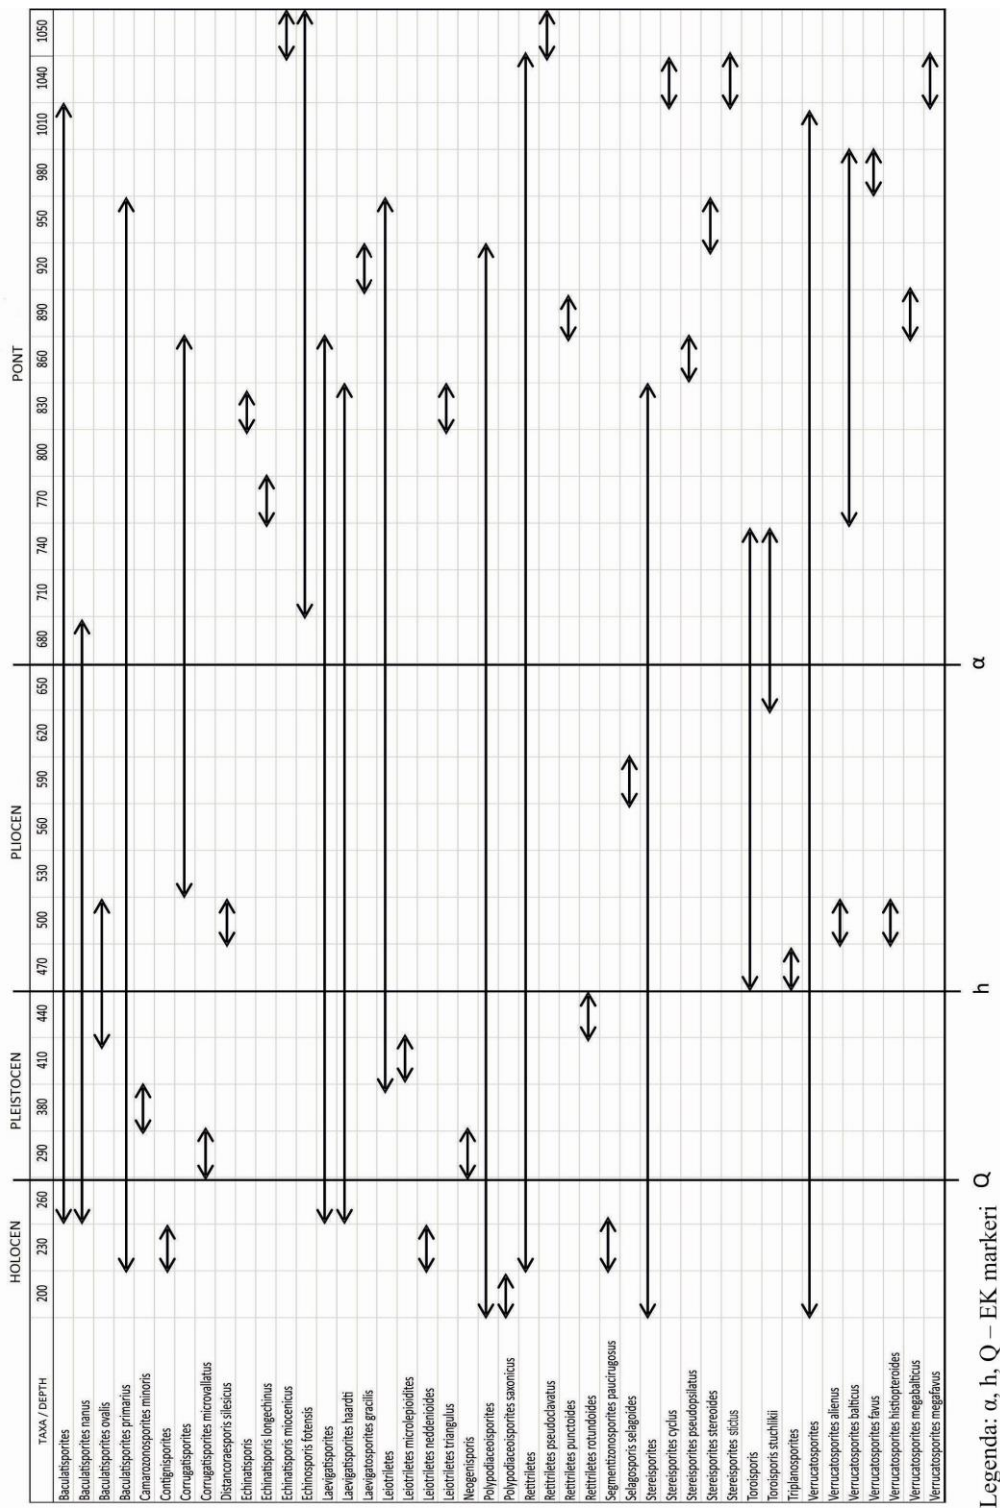 HOLOCEN PLEISTOCEN PLIOCEN PONT
TAXA / DEPTH 200 230 260 290 380 410 440 470 500 530 560 590 620 650 680 710 740 770 800 830 860 890 920 950 980 1010 1040 1050
Baculatisporites
Baculatisporites nanus
Baculatisporites ovalis
Baculatisporites primarius
Camarozonosporites minoris
Contignisporites
Corrugatisporites
Corrugatisporites microvallatus
Distancoraesporis silesicus
Echinatisporis
Echinatisporis longechinus
Echinatisporis miocenicus
Echinosporis fotensis
Laevigatisporites
Laevigatisporites haardti
Laevigatosporites gracilis
Leiotriletes
Leiotriletes microlepioidites
Leiotriletes neddenioides
Leiotriletes triangulus
Neogenisporis
Polypodiaceoisporites
Polypodiaceoisporites saxonicus
Rettriletes
Rettriletes pseudoclavatus
Rettriletes punctoides
Rettriletes rotundoides
Segmentizonosporites paucirugosus
Selagosporis selagoides
Stereisporites
Stereisporites cyclus
Stereisporites pseudopsilatus
Stereisporites stereoides
Stereisporites stictus
Toroisporis
Toroisporis stuchlikii
Triplanosporites
Verrucatosporites
Verrucatosporites alienus
Verrucatosporites balticus
Verrucatosporites favus
Verrucatosporites histiopteroides
Verrucatosporites megabalticus
Verrucatosporites megafavus
Q h α
Legenda: α, h, Q – EK markeri